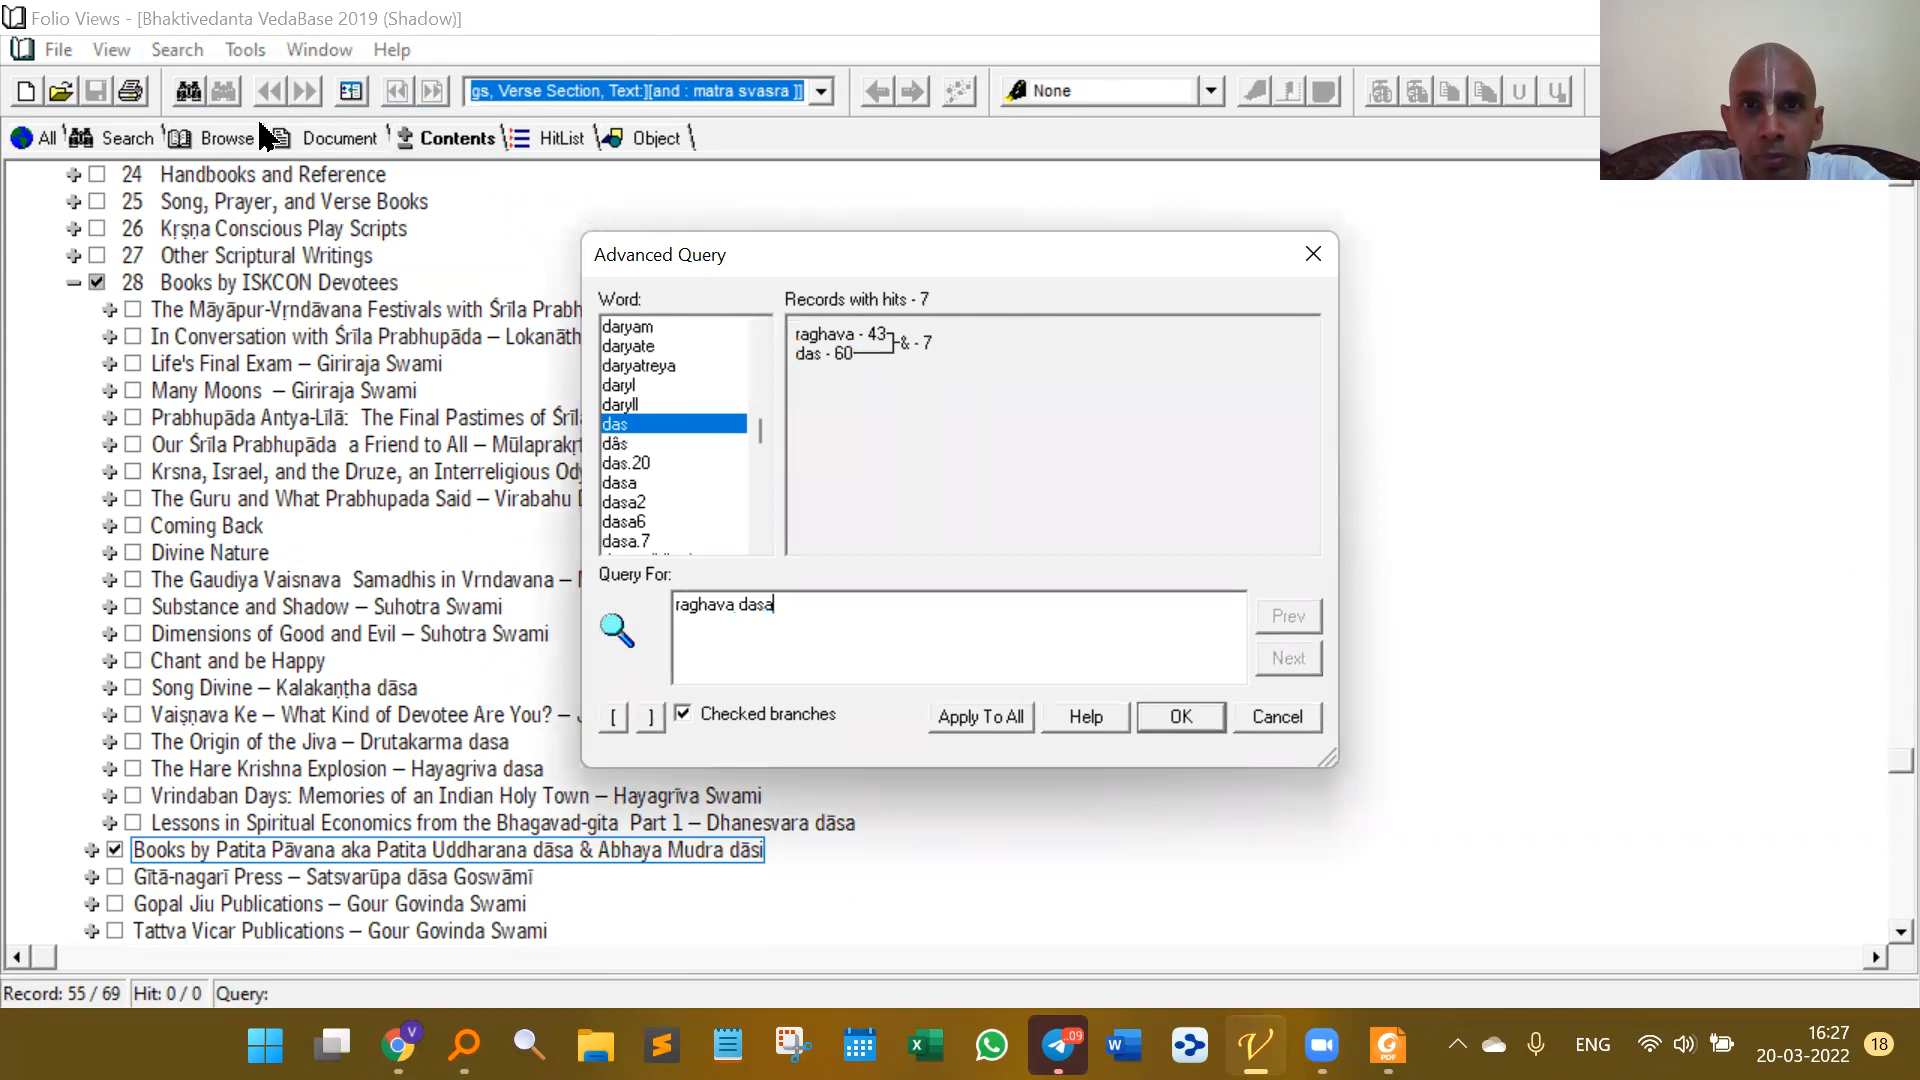 Folio Views - [Bhaktivedanta VedaBase 2019 (Shadow)]
File View Search Tools Window Help
gs, Verse Section, Text:][and : matra svasra ]]
None
All Search Browse Document Contents HitList Object
24 Handbooks and Reference
25 Song, Prayer, and Verse Books
26 Kṛṣṇa Conscious Play Scripts
27 Other Scriptural Writings
28 Books by ISKCON Devotees
The Māyāpur-Vṛndāvana Festivals with Śrīla Prabh
In Conversation with Śrīla Prabhupāda – Lokanāth
Life's Final Exam – Giriraja Swami
Many Moons – Giriraja Swami
Prabhupāda Antya-Līlā: The Final Pastimes of Śrīl
Our Śrīla Prabhupāda a Friend to All – Mūlaprakṛt
Krsna, Israel, and the Druze, an Interreligious Ody
The Guru and What Prabhupada Said – Virabahu
Coming Back
Divine Nature
The Gaudiya Vaisnava Samadhis in Vrndavana –
Substance and Shadow – Suhotra Swami
Dimensions of Good and Evil – Suhotra Swami
Chant and be Happy
Song Divine – Kalakaṇṭha dāsa
Vaiṣṇava Ke – What Kind of Devotee Are You? –
The Origin of the Jiva – Drutakarma dasa
The Hare Krishna Explosion – Hayagriva dasa
Vrindaban Days: Memories of an Indian Holy Town – Hayagrīva Swami
Lessons in Spiritual Economics from the Bhagavad-gita Part 1 – Dhanesvara dāsa
Books by Patita Pāvana aka Patita Uddharana dāsa & Abhaya Mudra dāsi
Gītā-nagarī Press – Satsvarūpa dāsa Goswāmī
Gopal Jiu Publications – Gour Govinda Swami
Tattva Vicar Publications – Gour Govinda Swami
Advanced Query
Word:
Records with hits - 7
daryam
daryate
daryatreya
daryl
daryll
das
dâs
das.20
dasa
dasa2
dasa6
dasa.7
raghava - 43
das - 60
& - 7
Query For:
raghava dasa
Prev
Next
[ ] Checked branches
Apply To All Help OK Cancel
Record: 55 / 69 Hit: 0 / 0 Query:
V
..09
PDF
ENG
16:27
20-03-2022
18